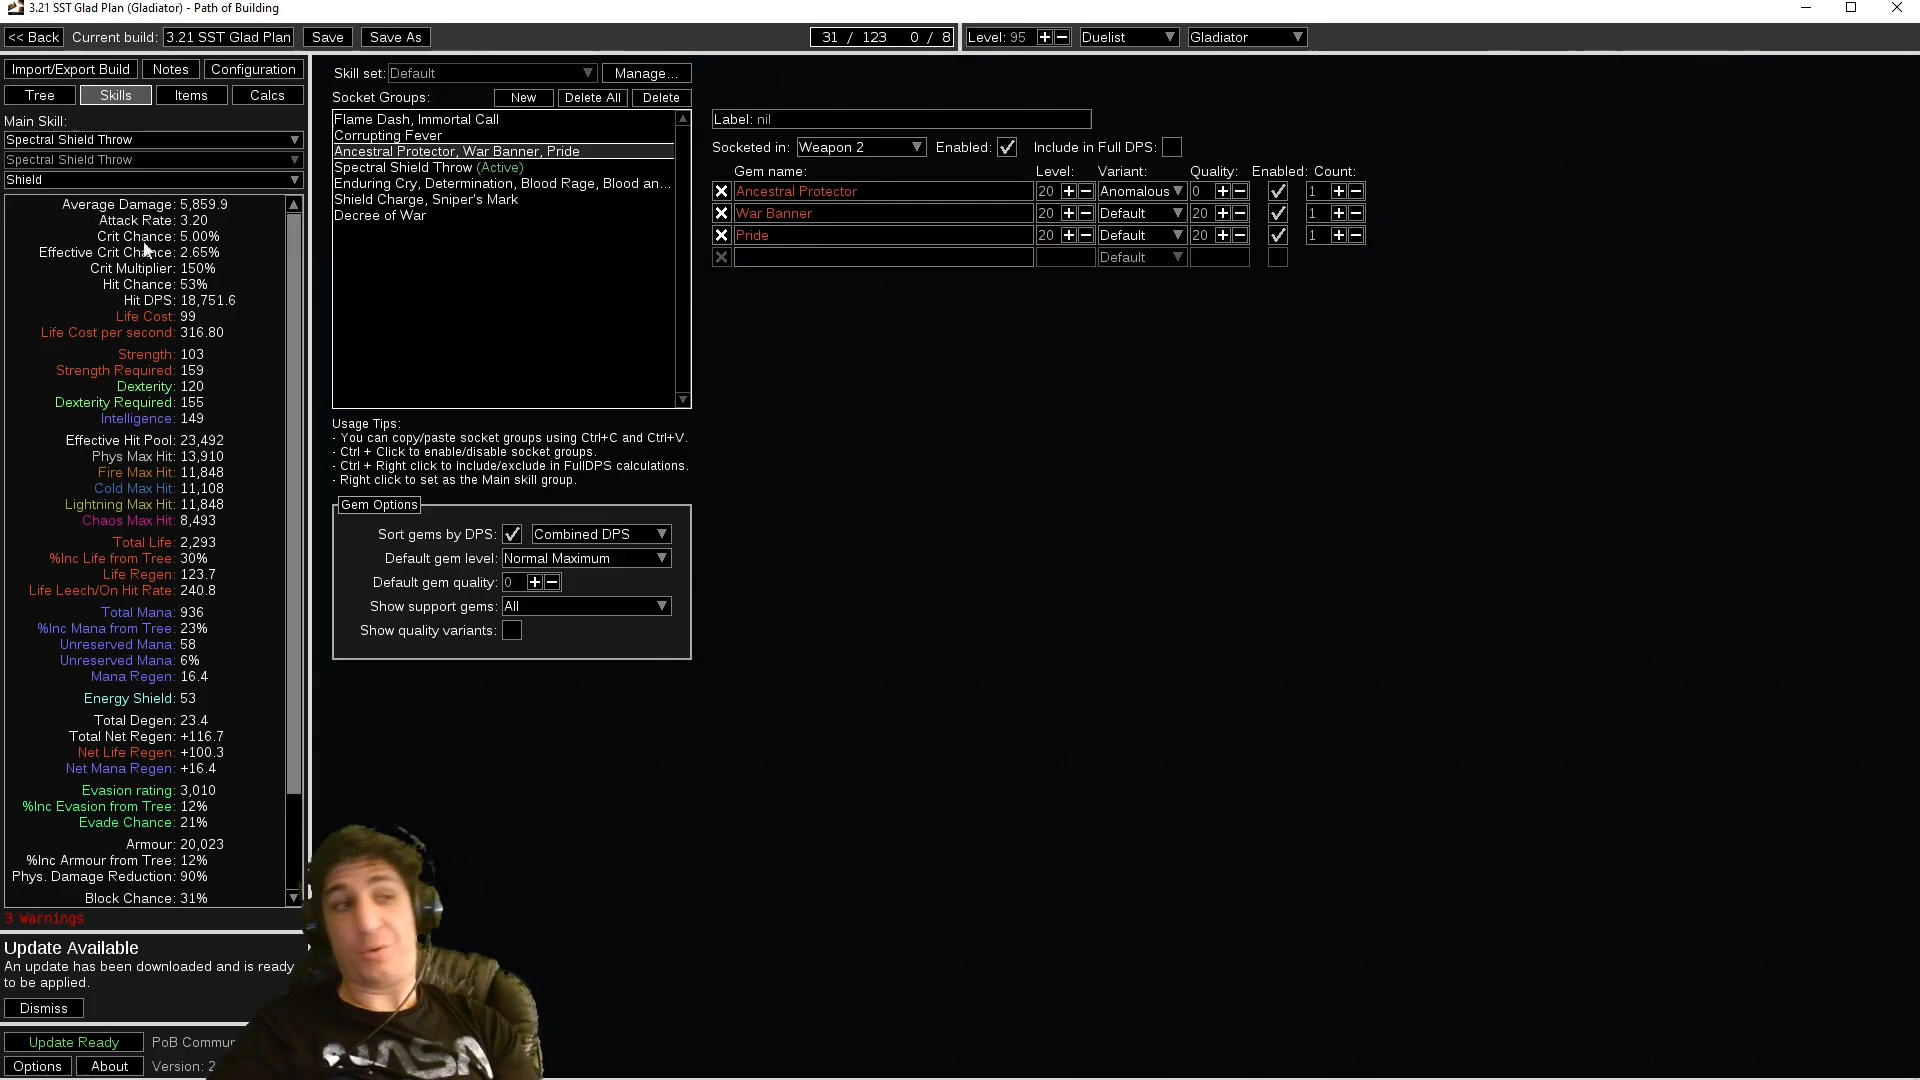 3.21 SST Glad Plan (Gladiator) - Path of Building
<< Back Current build: 3.21 SST Glad Plan Save Save As 31 / 123 0 / 8 Level: 95 Duelist Gladiator
Import/Export Build Notes Configuration
Tree Skills Items Calcs
Main Skill:
Spectral Shield Throw
Spectral Shield Throw
Shield
Average Damage: 5,859.9
Attack Rate: 3.20
Crit Chance: 5.00%
Effective Crit Chance: 2.65%
Crit Multiplier: 150%
Hit Chance: 53%
Hit DPS: 18,751.6
Life Cost: 99
Life Cost per second: 316.80
Strength: 103
Strength Required: 159
Dexterity: 120
Dexterity Required: 155
Intelligence: 149
Effective Hit Pool: 23,492
Phys Max Hit: 13,910
Fire Max Hit: 11,848
Cold Max Hit: 11,108
Lightning Max Hit: 11,848
Chaos Max Hit: 8,493
Total Life: 2,293
%Inc Life from Tree: 30%
Life Regen: 123.7
Life Leech/On Hit Rate: 240.8
Total Mana: 936
%Inc Mana from Tree: 23%
Unreserved Mana: 58
Unreserved Mana: 6%
Mana Regen: 16.4
Energy Shield: 53
Total Degen: 23.4
Total Net Regen: +116.7
Net Life Regen: +100.3
Net Mana Regen: +16.4
Evasion rating: 3,010
%Inc Evasion from Tree: 12%
Evade Chance: 21%
Armour: 20,023
%Inc Armour from Tree: 12%
Phys. Damage Reduction: 90%
Block Chance: 31%
3 Warnings
Update Available
An update has been downloaded and is ready
to be applied.
Dismiss
Update Ready PoB Commu
Options About Version: 2
Skill set: Default Manage...
Socket Groups: New Delete All Delete
Flame Dash, Immortal Call
Corrupting Fever
Ancestral Protector, War Banner, Pride
Spectral Shield Throw (Active)
Enduring Cry, Determination, Blood Rage, Blood an...
Shield Charge, Sniper's Mark
Decree of War
Usage Tips:
- You can copy/paste socket groups using Ctrl+C and Ctrl+V.
- Ctrl + Click to enable/disable socket groups.
- Ctrl + Right click to include/exclude in FullDPS calculations.
- Right click to set as the Main skill group.
Gem Options
Sort gems by DPS: Combined DPS
Default gem level: Normal Maximum
Default gem quality: 0
Show support gems: All
Show quality variants:
Label: nil
Socketed in: Weapon 2 Enabled: Include in Full DPS:
Gem name: Level: Variant: Quality: Enabled: Count:
Ancestral Protector 20 Anomalous 0 1
War Banner 20 Default 20 1
Pride 20 Default 20 1
Default
NASA